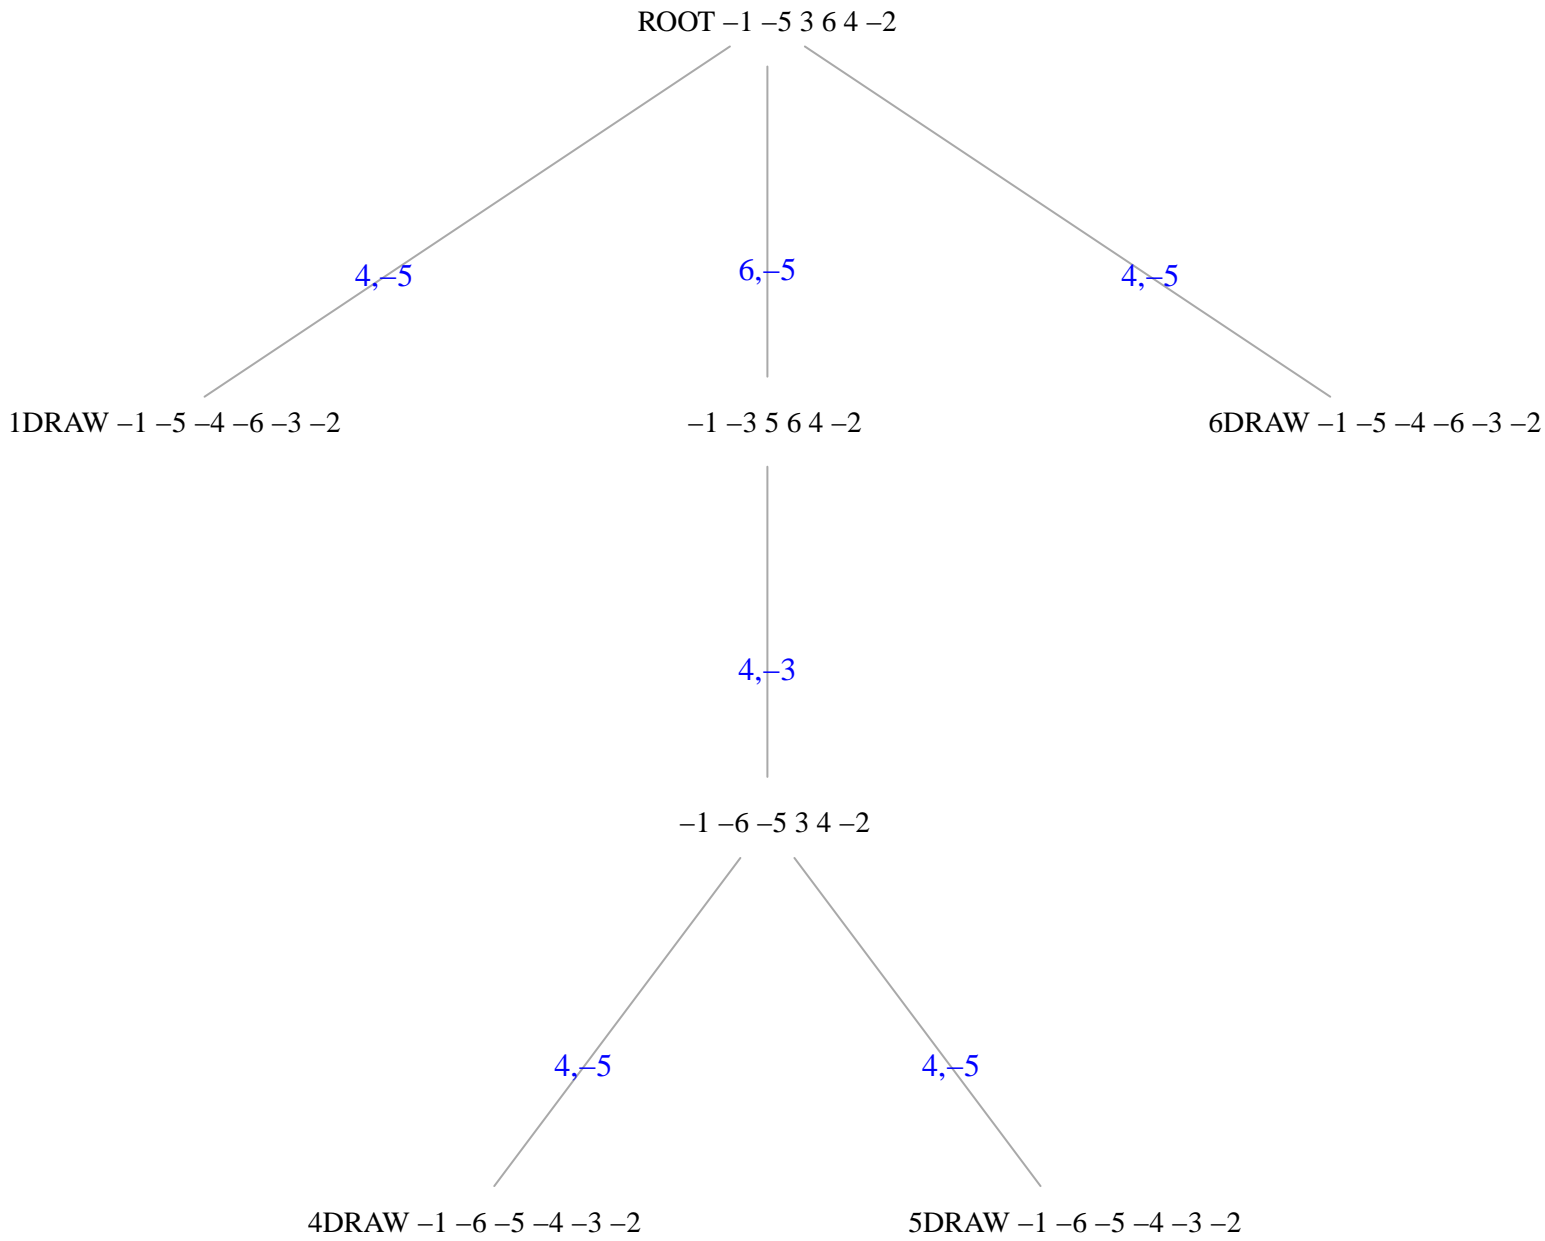 ROOT –1 –5 3 6 4 –2
4,–5
6,–5
4,–5
1DRAW –1 –5 –4 –6 –3 –2
–1 –3 5 6 4 –2
6DRAW –1 –5 –4 –6 –3 –2
4,–3
–1 –6 –5 3 4 –2
4,–5
4,–5
4DRAW –1 –6 –5 –4 –3 –2
5DRAW –1 –6 –5 –4 –3 –2